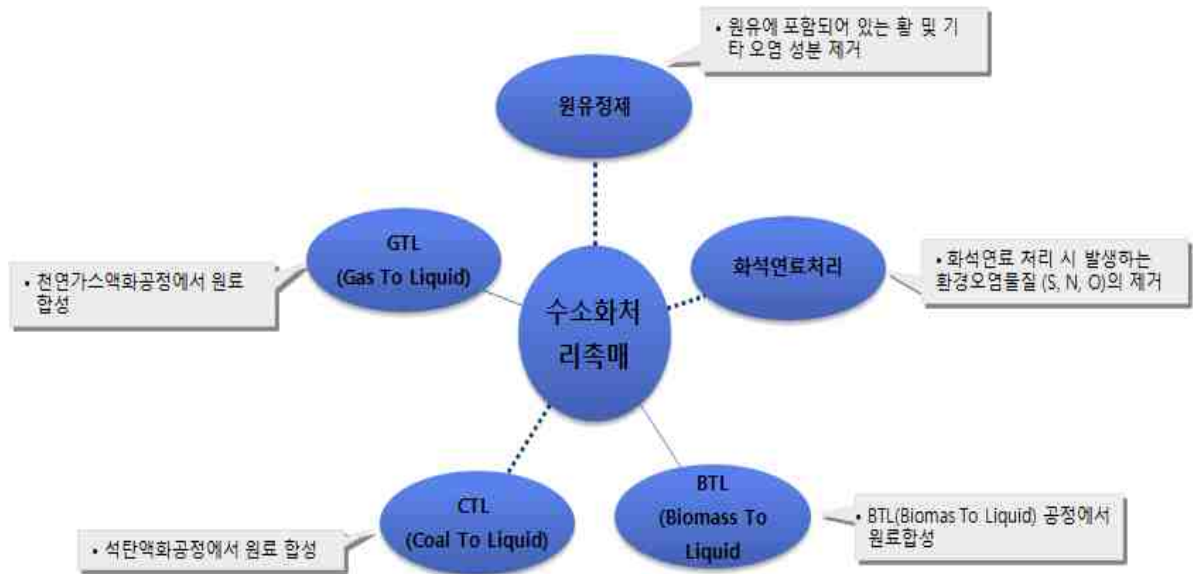 • 원유에 포함되어 있는 황 및 기
타 오염 성분 제거
원유정제
GTL
(Gas To Liquid)
• 천연가스액화공정에서 원료
합성
화석연료처리
• 화석연료 처리 시 발생하는
환경오염물질 (S, N, O)의 제거
수소화처
리촉매
CTL
(Coal To Liquid)
• 석탄액화공정에서 원료 합성
BTL
(Biomass To
Liquid
• BTL(Biomas To Liquid) 공정에서
원료합성